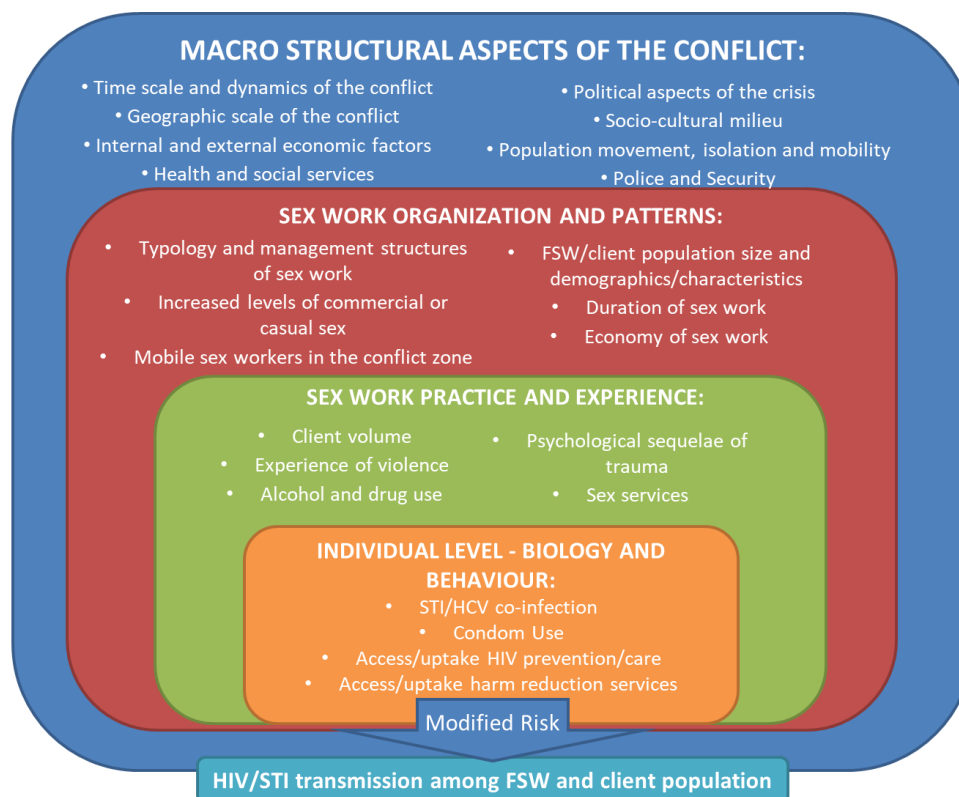 MACRO STRUCTURAL ASPECTS OF THE CONFLICT:
• Time scale and dynamics of the conflict
• Geographic scale of the conflict
• Internal and external economic factors
• Health and social services
• Political aspects of the crisis
• Socio-cultural milieu
• Population movement, isolation and mobility
• Police and Security
SEX WORK ORGANIZATION AND PATTERNS:
• Typology and management structures
of sex work
• Increased levels of commercial or
casual sex
• Mobile sex workers in the conflict zone
• FSW/client population size and
demographics/characteristics
• Duration of sex work
• Economy of sex work
SEX WORK PRACTICE AND EXPERIENCE:
• Client volume
• Experience of violence
• Alcohol and drug use
• Psychological sequelae of
trauma
• Sex services
INDIVIDUAL LEVEL - BIOLOGY AND
BEHAVIOUR:
• STI/HCV co-infection
• Condom Use
• Access/uptake HIV prevention/care
• Access/uptake harm reduction services
Modified Risk
HIV/STI transmission among FSW and client population